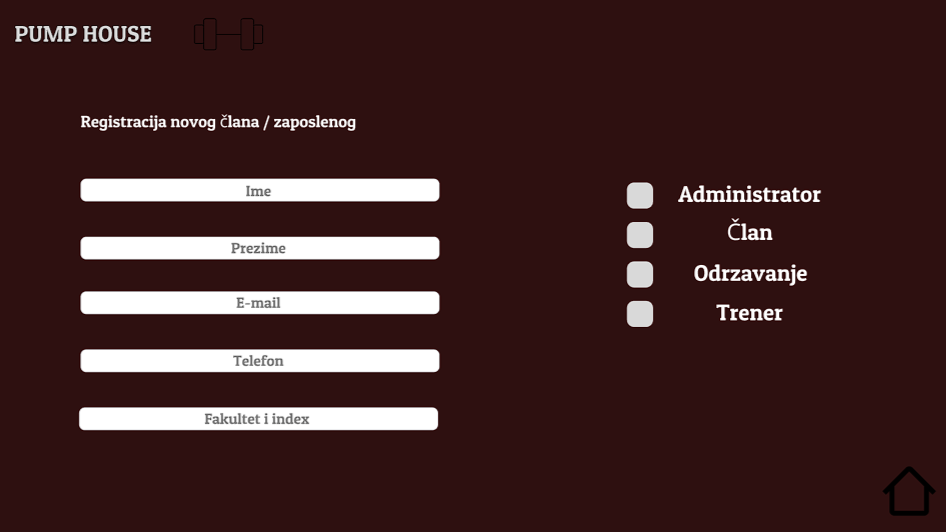 PUMP HOUSE
Registracija novog Člana / zaposlenog
Ime
Prezime
E-mail
Telefon
Fakultet i index
Administrator
Član
Odrzavanje
Trener